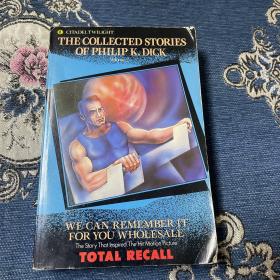 CITADEL TWILIGHT
THE COLLECTED STORIES
OF PHILIP K. DICK
WE CAN REMEMBER IT
FOR YOU WHOLESALE
The Story That Inspired The Hit Motion Picture
TOTAL RECALL